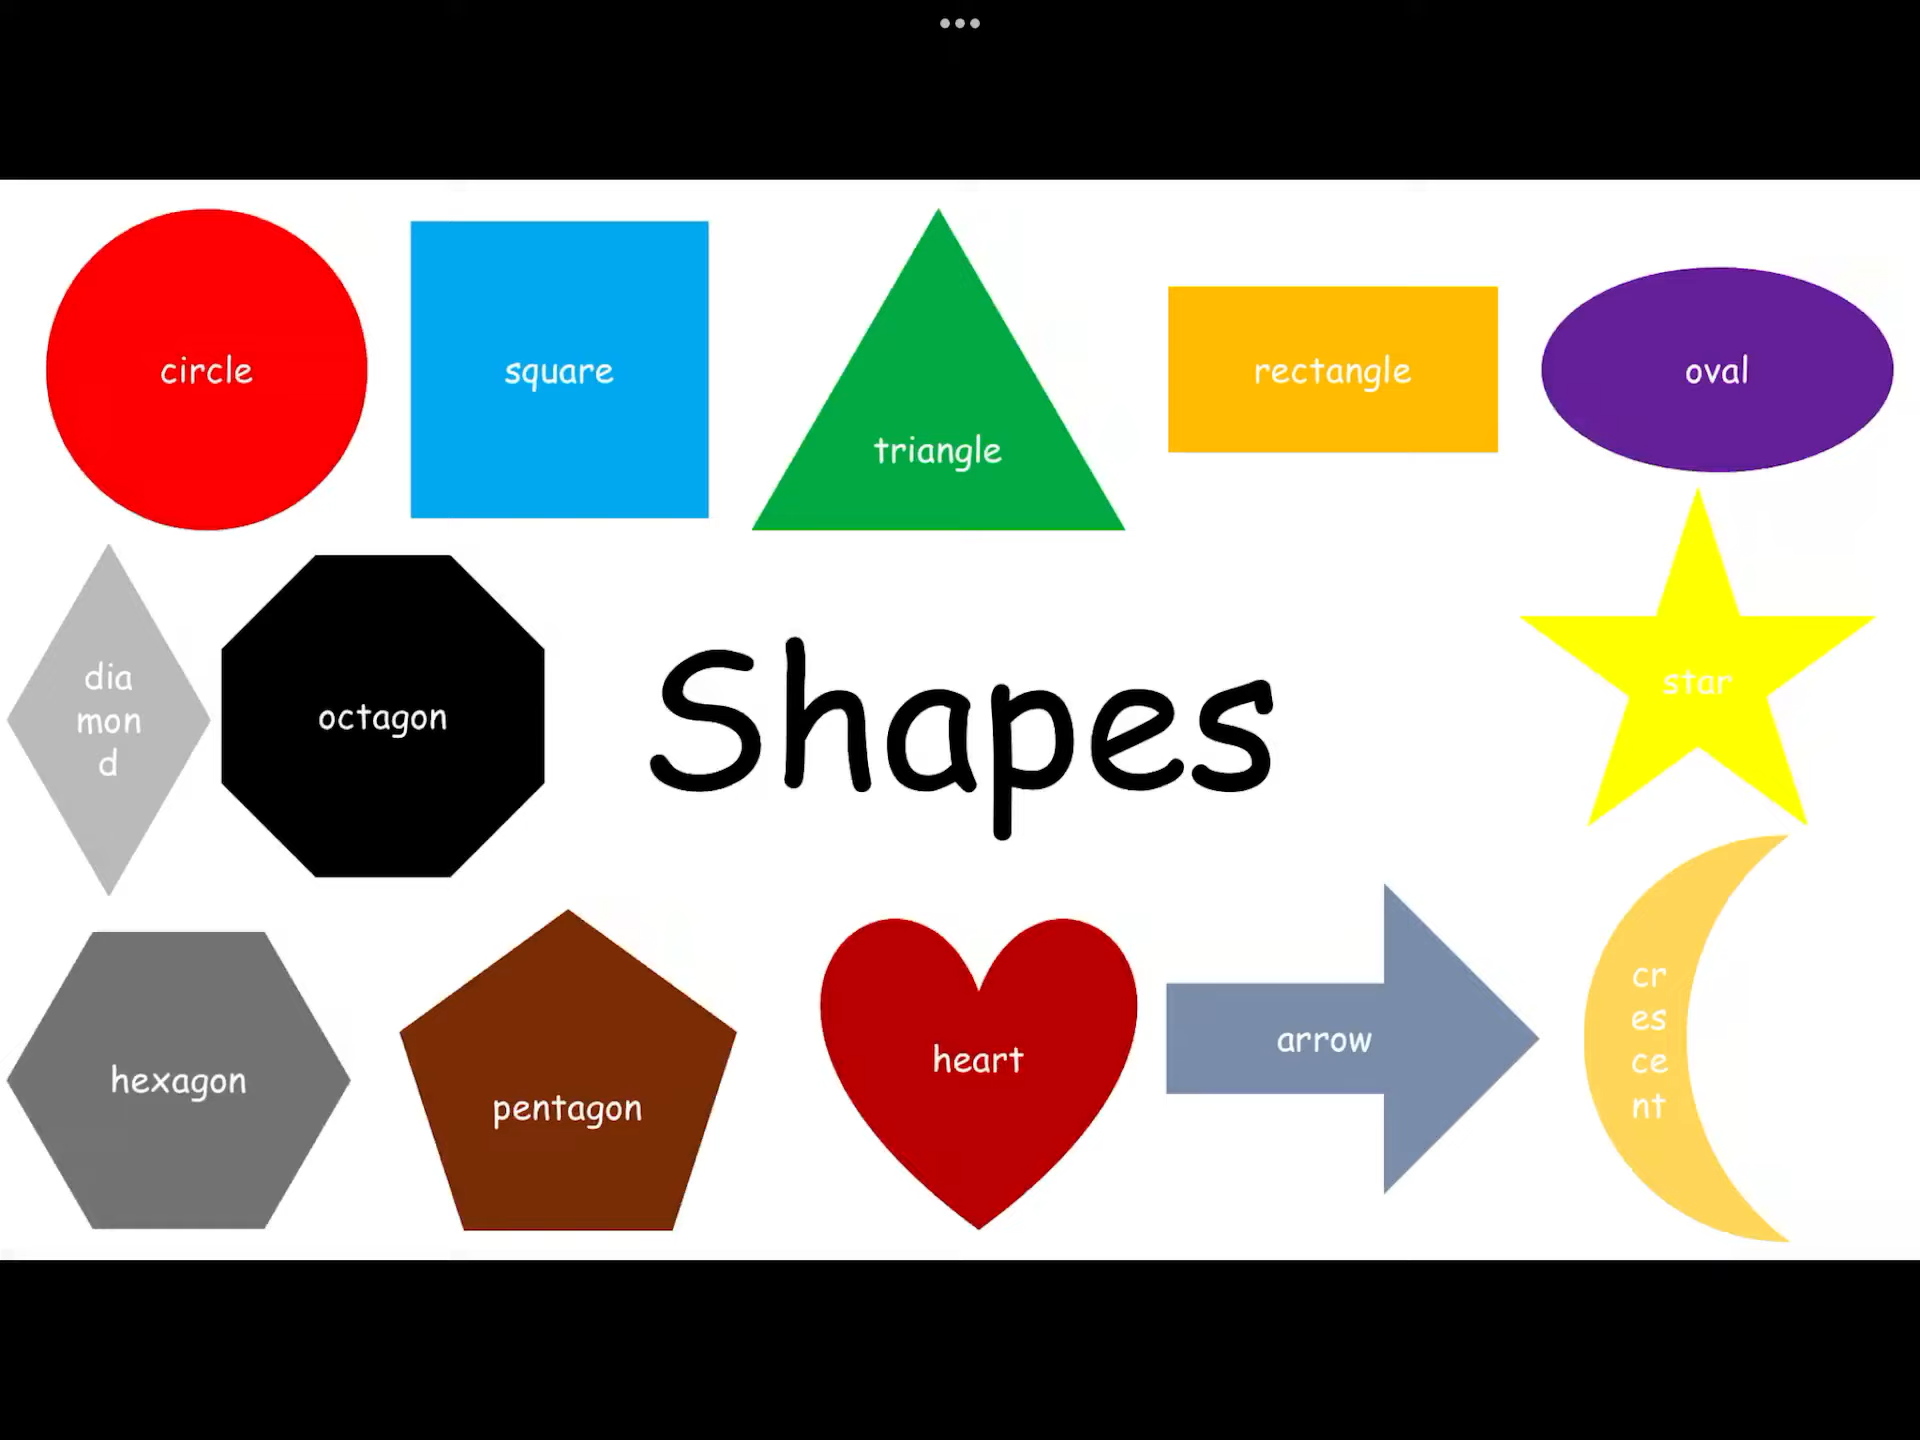 circle
square
triangle
rectangle
oval
dia
mon
d
octagon
Shapes
star
hexagon
pentagon
heart
arrow
cr
es
ce
nt